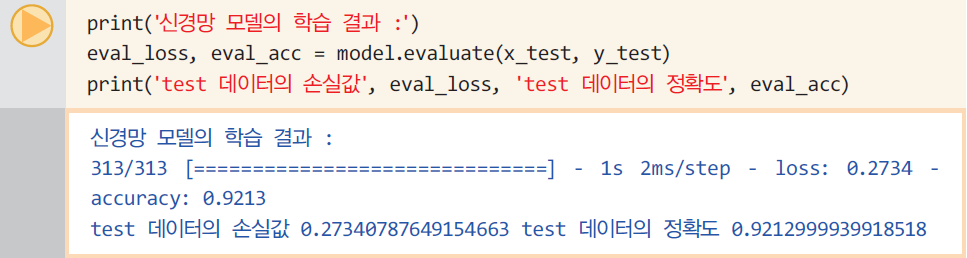 print('신경망 모델의 학습 결과 :')
eval_loss, eval_acc = model.evaluate(x_test, y_test)
print('test 데이터의 손실값', eval_loss, 'test 데이터의 정확도', eval_acc)
신경망 모델의 학습 결과 :
313/313 [==============================] - 1s 2ms/step - loss: 0.2734 -
accuracy: 0.9213
test 데이터의 손실값 0.27340787649154663 test 데이터의 정확도 0.9212999939918518